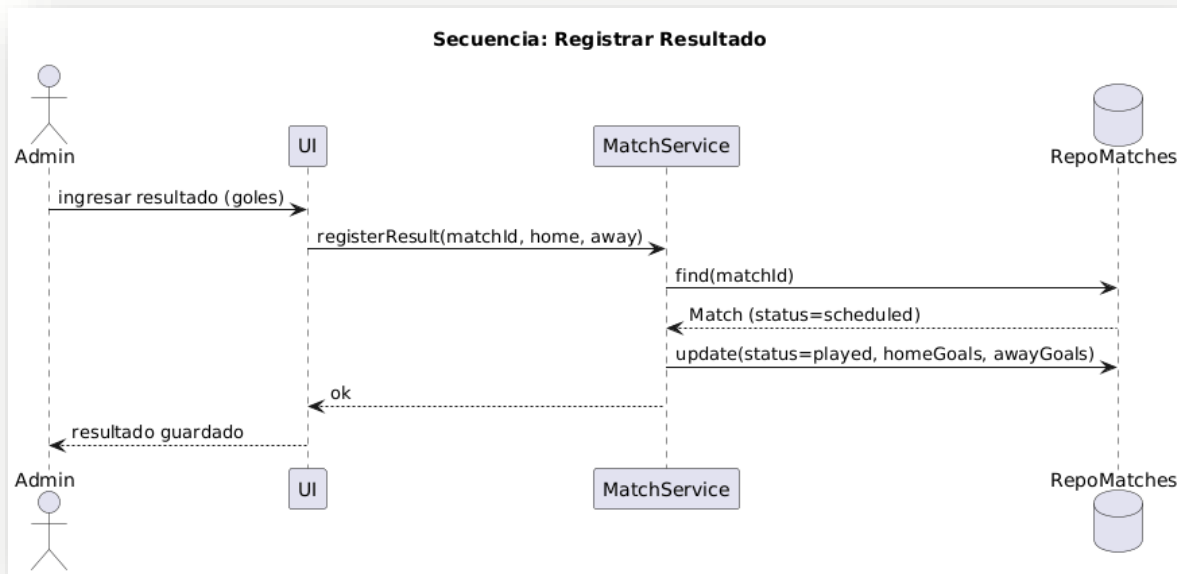 Secuencia: Registrar Resultado
Admin
UI
MatchService
RepoMatches
ingresar resultado (goles)
registerResult(matchId, home, away)
find(matchId)
Match (status=scheduled)
update(status=played, homeGoals, awayGoals)
ok
resultado guardado
Admin
UI
MatchService
RepoMatches